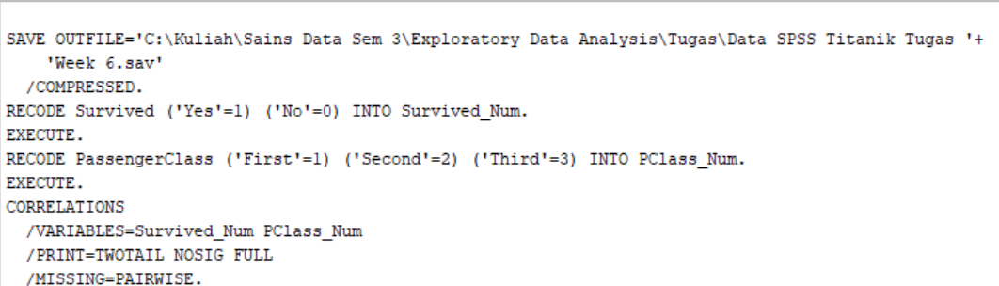 SAVE OUTFILE='C:\Kuliah\Sains Data Sem 3\Exploratory Data Analysis\Tugas\Data SPSS Titanik Tugas '+
    'Week 6.sav'
  /COMPRESSED.
RECODE Survived ('Yes'=1) ('No'=0) INTO Survived_Num.
EXECUTE.
RECODE PassengerClass ('First'=1) ('Second'=2) ('Third'=3) INTO PClass_Num.
EXECUTE.
CORRELATIONS
  /VARIABLES=Survived_Num PClass_Num
  /PRINT=TWOTAIL NOSIG FULL
  /MISSING=PAIRWISE.